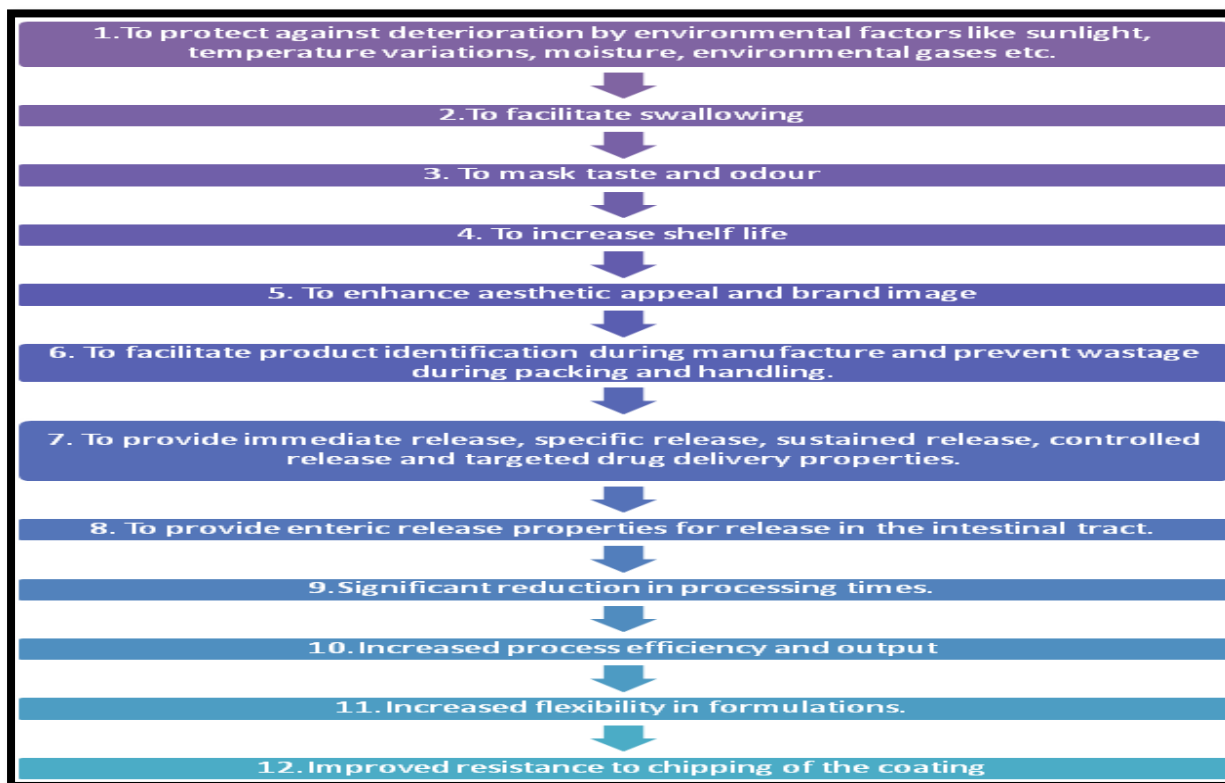 1.To protect against deterioration by environmental factors like sunlight,
temperature variations, moisture, environmental gases etc.
2.To facilitate swallowing
3. To mask taste and odour
4. To increase shelf life
5. To enhance aesthetic appeal and brand image
6. To facilitate product identification during manufacture and prevent wastage
during packing and handling.
7. To provide immediate release, specific release, sustained release, controlled
release and targeted drug delivery properties.
8. To provide enteric release properties for release in the intestinal tract.
9.Significant reduction in processing times.
10.Increased process efficiency and output
11.Increased flexibility in formulations.
12.Improved resistance to chipping of the coating